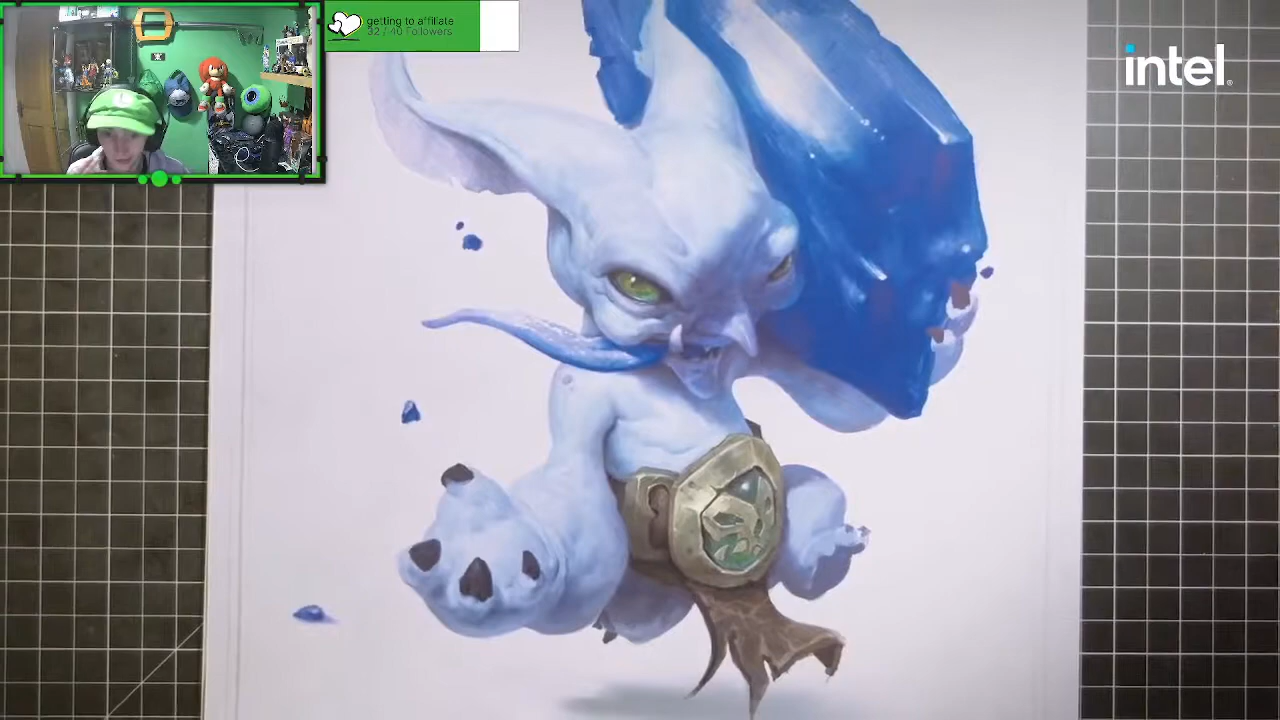 getting to affiliate
32 / 40 Followers
intel
L